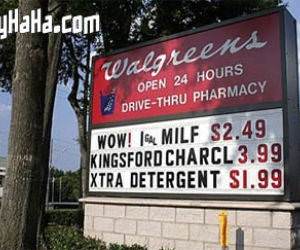 yHaHa.com
Walgreens
OPEN 24 HOURS
DRIVE-THRU PHARMACY
WOW! 1GAL MILF $2.49
KINGSFORD CHARCL 3.99
XTRA DETERGENT $1.99